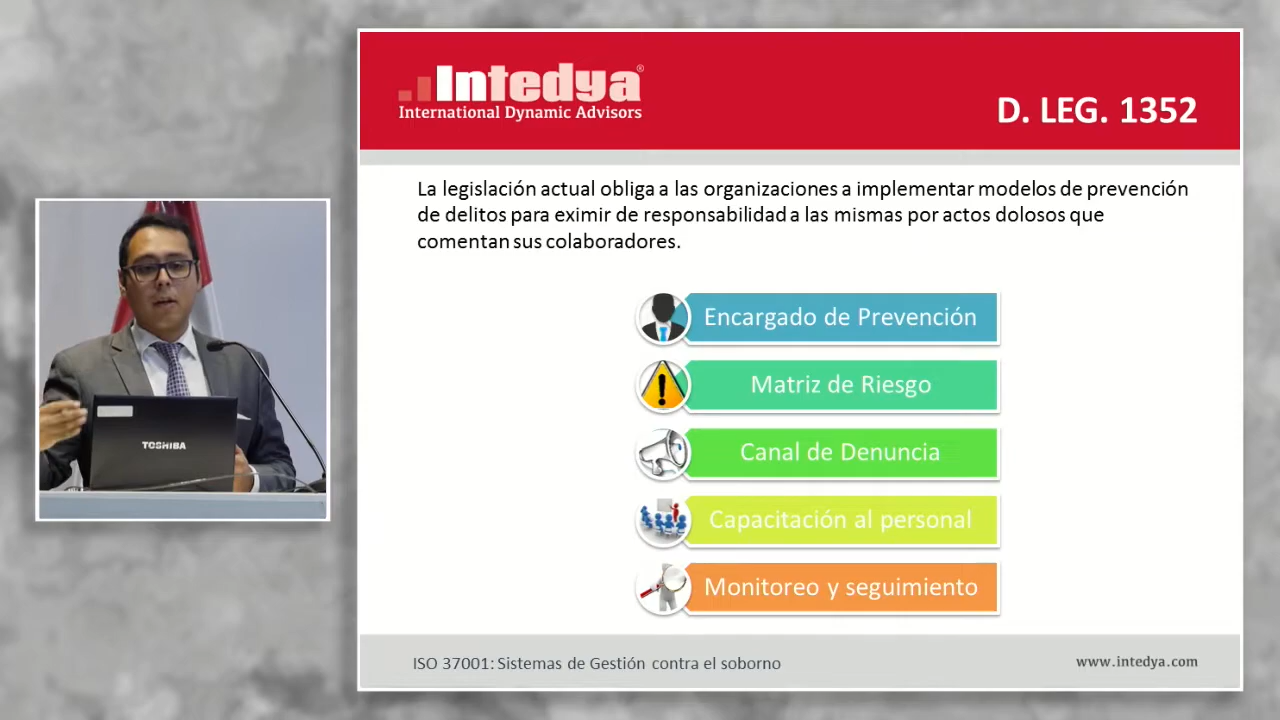 Intedya®
International Dynamic Advisors
D. LEG. 1352
La legislación actual obliga a las organizaciones a implementar modelos de prevención
de delitos para eximir de responsabilidad a las mismas por actos dolosos que
comentan sus colaboradores.
Encargado de Prevención
Matriz de Riesgo
Canal de Denuncia
Capacitación al personal
Monitoreo y seguimiento
TOSHIBA
ISO 37001: Sistemas de Gestión contra el soborno
www.intedya.com